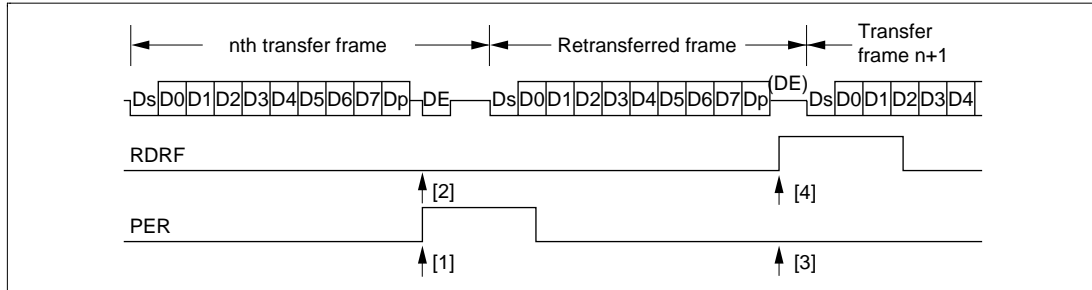 nth transfer frame Retransferred frame Transfer frame n+1
Ds D0 D1 D2 D3 D4 D5 D6 D7 Dp DE Ds D0 D1 D2 D3 D4 D5 D6 D7 Dp (DE) Ds D0 D1 D2 D3 D4
RDRF
[2] [4]
PER
[1] [3]